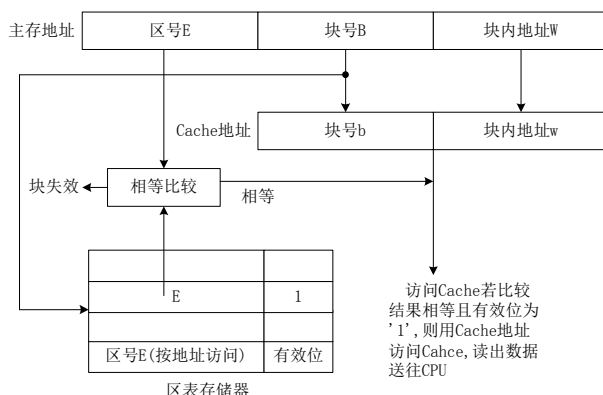 主存地址 区号E 块号B 块内地址W
Cache地址 块号b 块内地址w
块失效 相等比较 相等
E 1
区号E(按地址访问) 有效位
区表存储器
访问Cache若比较
结果相等且有效位为
'1',则用Cache地址
访问Cahce,读出数据
送往CPU